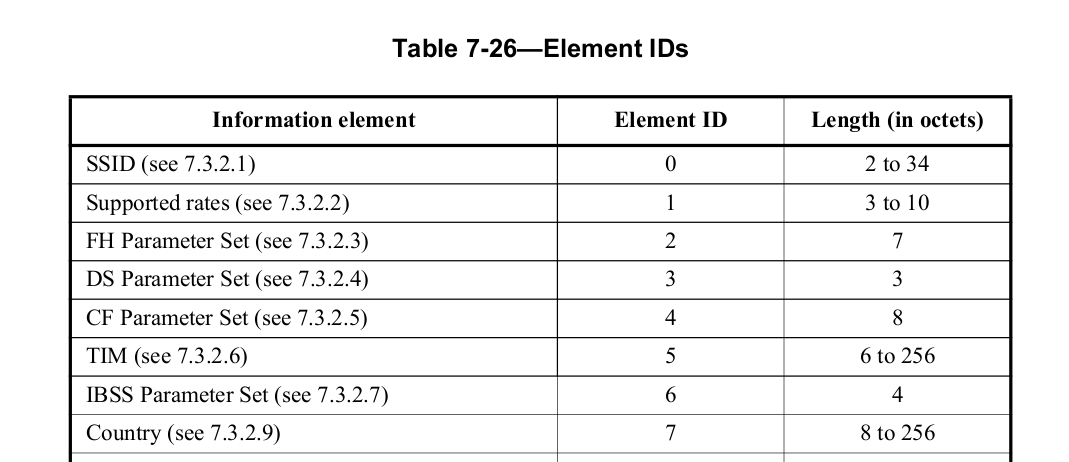 Table 7-26—Element IDs
Information element Element ID Length (in octets)
SSID (see 7.3.2.1) 0 2 to 34
Supported rates (see 7.3.2.2) 1 3 to 10
FH Parameter Set (see 7.3.2.3) 2 7
DS Parameter Set (see 7.3.2.4) 3 3
CF Parameter Set (see 7.3.2.5) 4 8
TIM (see 7.3.2.6) 5 6 to 256
IBSS Parameter Set (see 7.3.2.7) 6 4
Country (see 7.3.2.9) 7 8 to 256